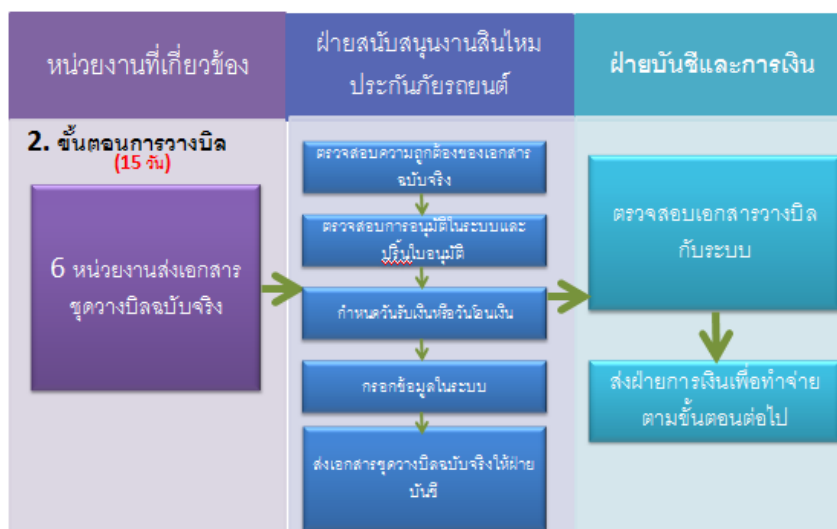 หน่วยงานที่เกี่ยวข้อง
ฝ่ายสนับสนุนงานสินไหม
ประกันภัยรถยนต์
ฝ่ายบัญชีและการเงิน
2. ขั้นตอนการวางบิล
(15 วัน)
6 หน่วยงานส่งเอกสาร
ชุดวางบิลฉบับจริง
ตรวจสอบความถูกต้องของเอกสาร
ฉบับจริง
ตรวจสอบการอนุมัติในระบบและ
ปริ้นใบอนุมัติ
กำหนดวันรับเงินหรือวันโอนเงิน
กรอกข้อมูลในระบบ
ส่งเอกสารชุดวางบิลฉบับจริงให้ฝ่าย
บัญชี
ตรวจสอบเอกสารวางบิล
กับระบบ
ส่งฝ่ายการเงินเพื่อทำจ่าย
ตามขั้นตอนต่อไป